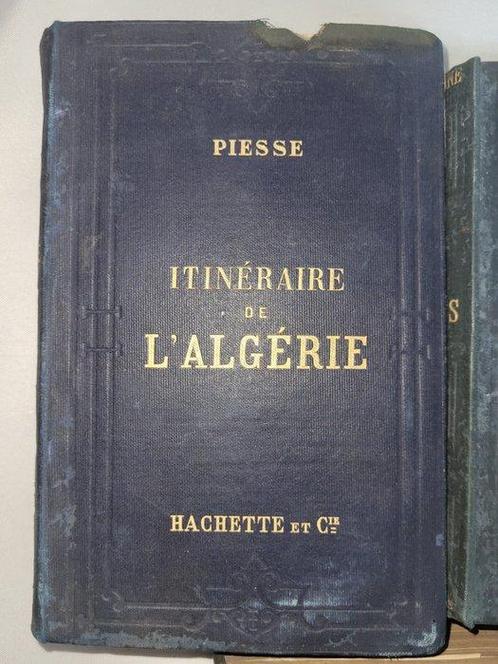 PIESSE
ITINÉRAIRE
DE
L'ALGÉRIE
HACHETTE ET CIE